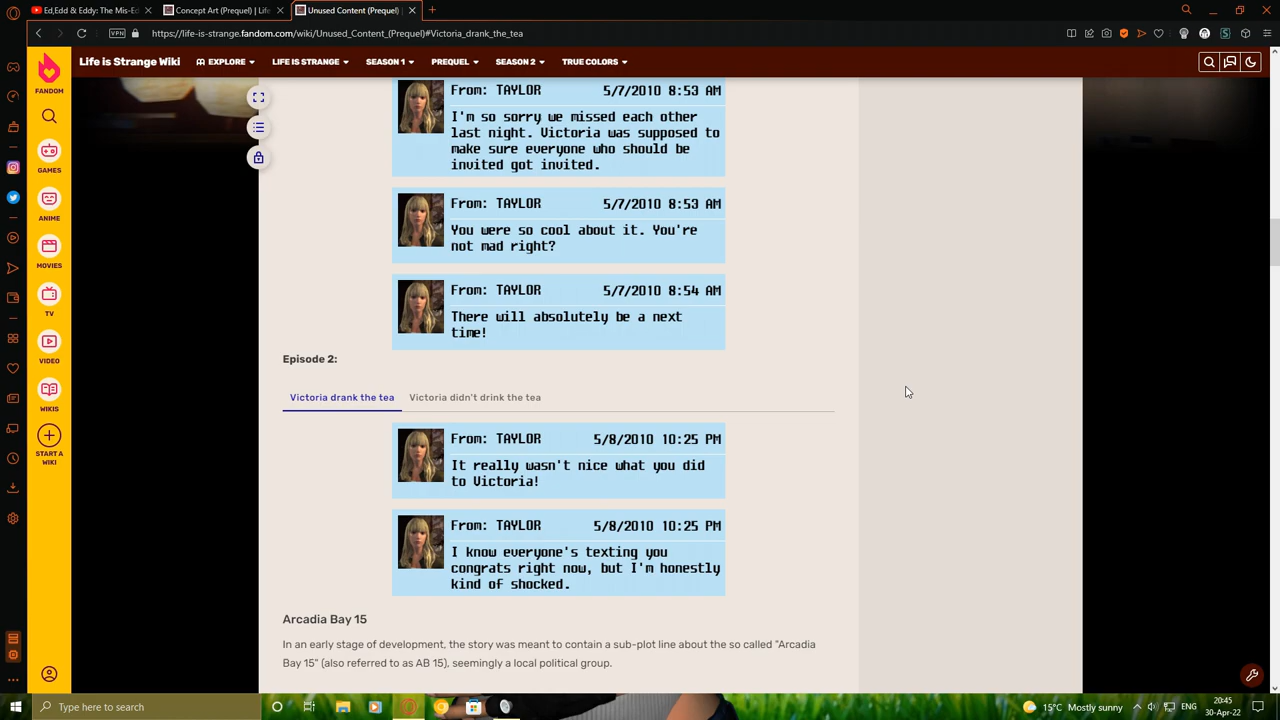 Ed,Edd & Eddy: The Mis-Ed
Concept Art (Prequel) | Life
Unused Content (Prequel) |
VPN
https://life-is-strange.fandom.com/wiki/Unused_Content_(Prequel)#Victoria_drank_the_tea
Life is Strange Wiki
EXPLORE
LIFE IS STRANGE
SEASON 1
PREQUEL
SEASON 2
TRUE COLORS
FANDOM
GAMES
ANIME
MOVIES
TV
VIDEO
WIKIS
START A
WIKI
From: TAYLOR 5/7/2010 8:53 AM
I'm so sorry we missed each other
last night. Victoria was supposed to
make sure everyone who should be
invited got invited.
From: TAYLOR 5/7/2010 8:53 AM
You were so cool about it. You're
not mad right?
From: TAYLOR 5/7/2010 8:54 AM
There will absolutely be a next
time!
Episode 2:
Victoria drank the tea
Victoria didn't drink the tea
From: TAYLOR 5/8/2010 10:25 PM
It really wasn't nice what you did
to Victoria!
From: TAYLOR 5/8/2010 10:25 PM
I know everyone's texting you
congrats right now, but I'm honestly
kind of shocked.
Arcadia Bay 15
In an early stage of development, the story was meant to contain a sub-plot line about the so called "Arcadia
Bay 15" (also referred to as AB 15), seemingly a local political group.
Type here to search
15°C Mostly sunny
ENG
20:45
30-Apr-22